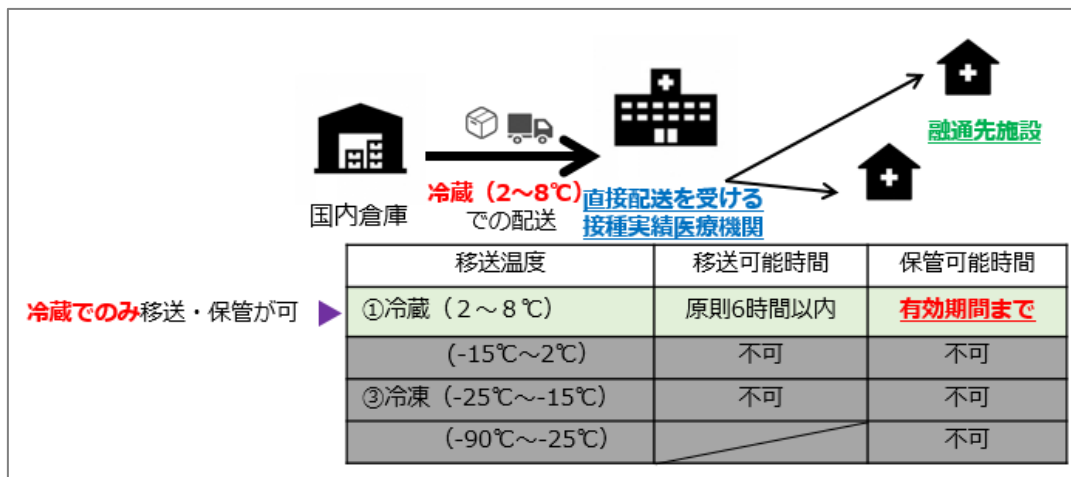 融通先施設
冷蔵（2～8℃）
での配送
国内倉庫
直接配送を受ける
接種実績医療機関
移送温度 移送可能時間 保管可能時間
冷蔵でのみ移送・保管が可
①冷蔵（2～８℃） 原則6時間以内 有効期間まで
(-15℃～2℃) 不可 不可
③冷凍（-25℃～-15℃） 不可 不可
(-90℃～-25℃) 不可